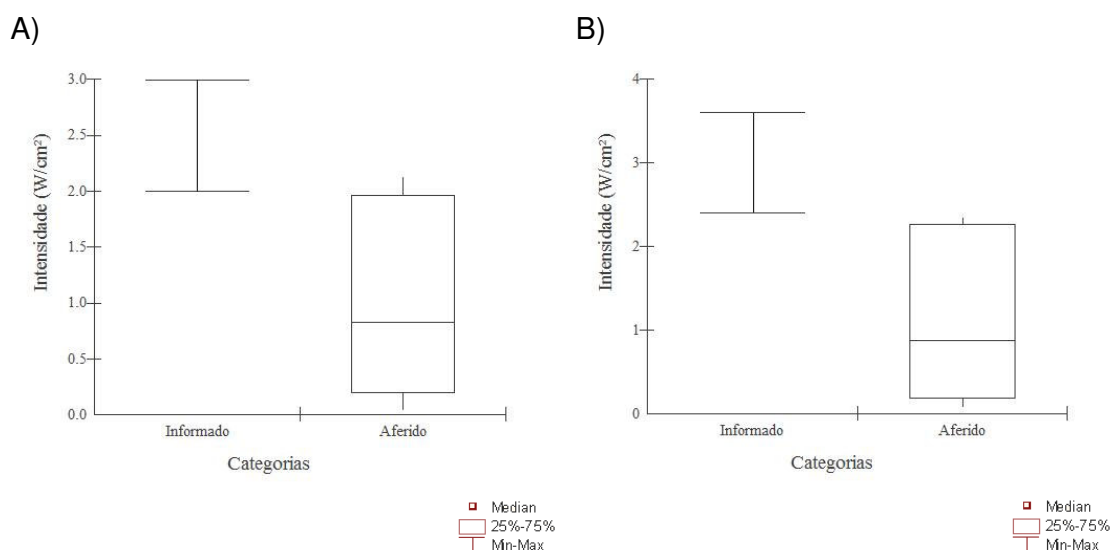 A)
Intensidade (W/cm²)
3.0
2.5
2.0
1.5
1.0
0.5
0.0
Informado
Aferido
Categorias
Median
25%-75%
Min-Max
B)
Intensidade (W/cm²)
4
3
2
1
0
Informado
Aferido
Categorias
Median
25%-75%
Min-Max